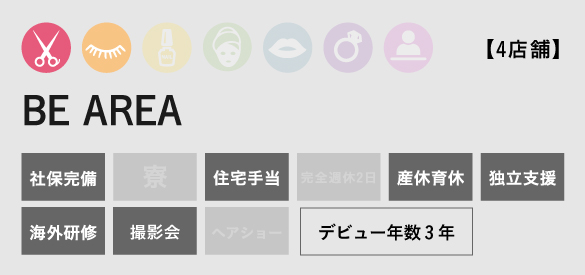 【4店舗】
BE AREA
社保完備 寮 住宅手当 完全週休2日 産休育休 独立支援
海外研修 撮影会 ヘアショー デビュー年数3年